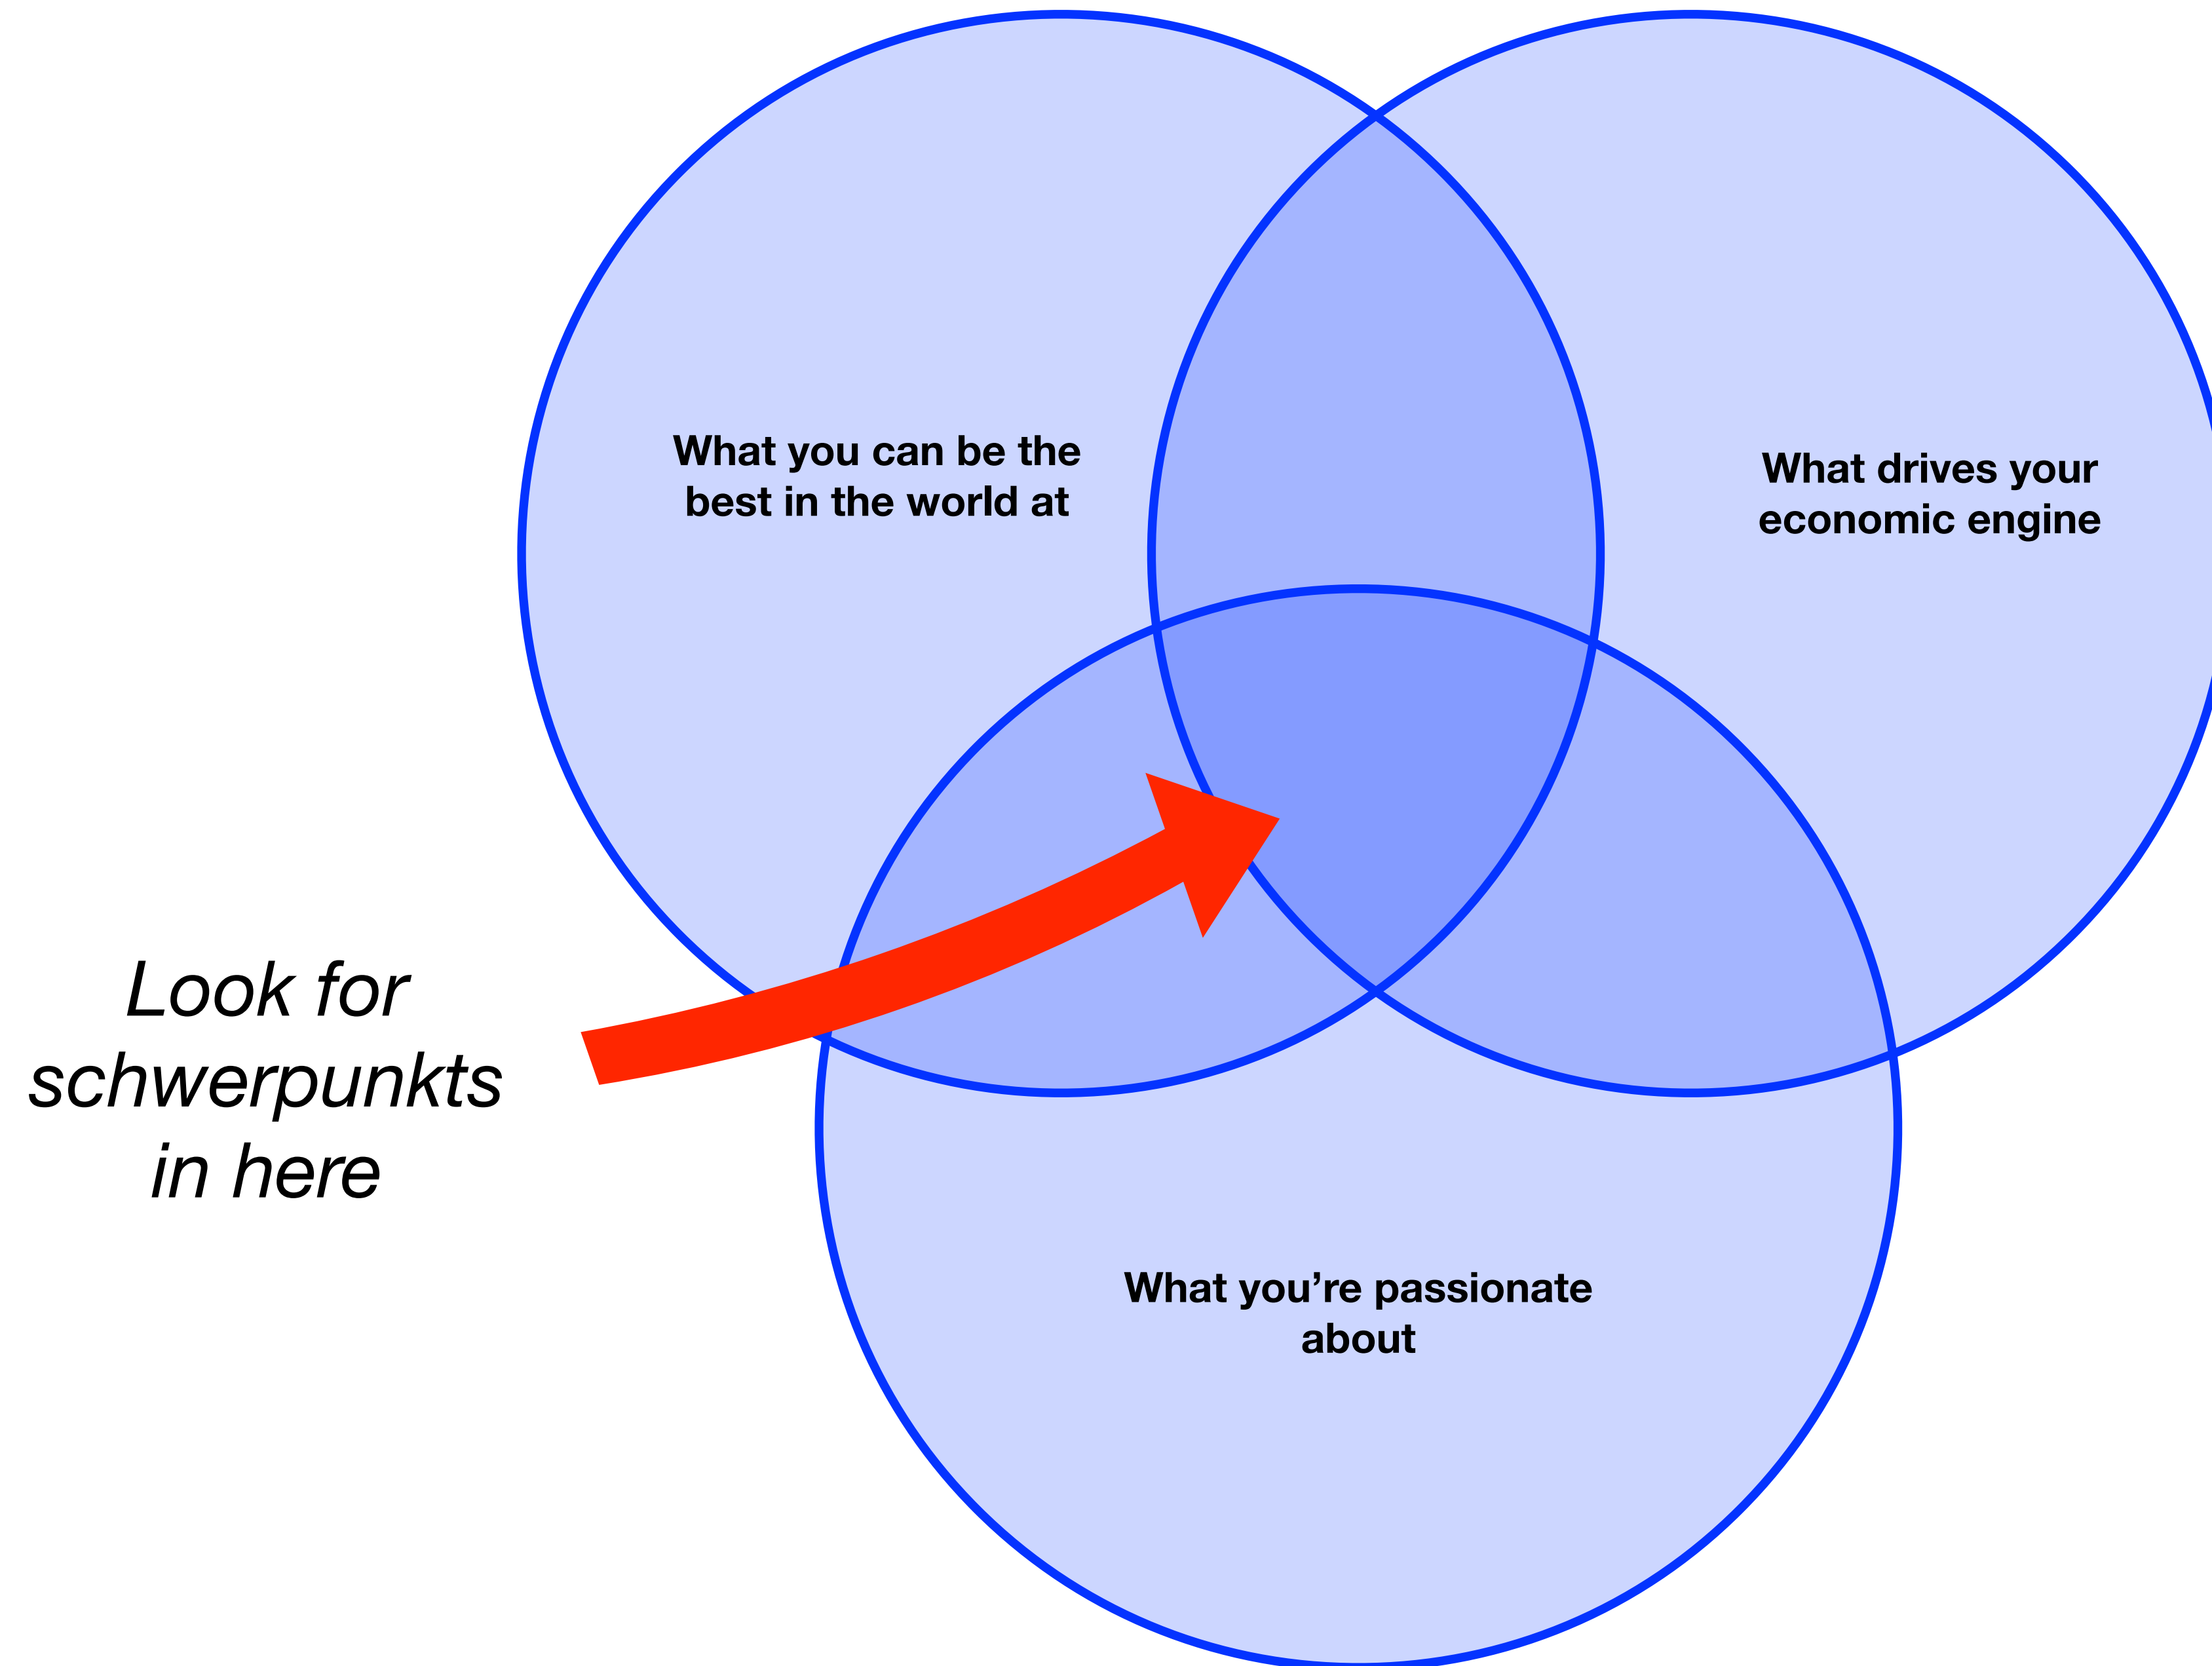 What you can be the
best in the world at
What drives your
economic engine
Look for
schwerpunkts
in here
What you’re passionate
about